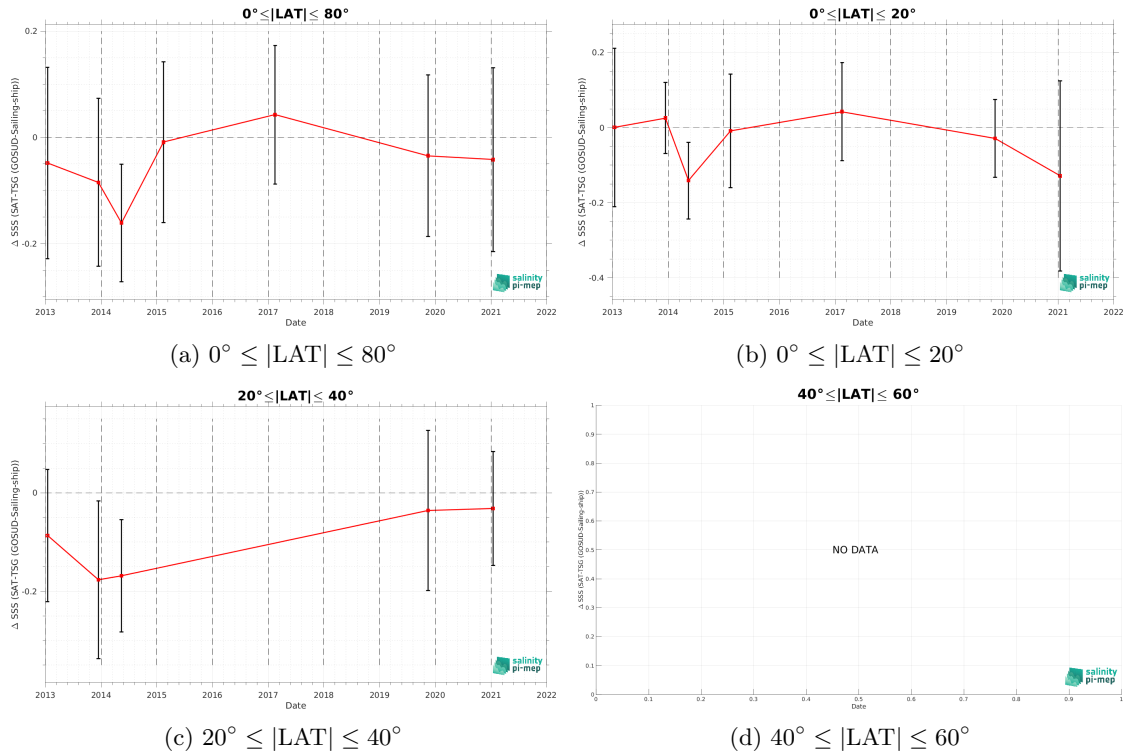 0°≤|LAT|≤ 80°
Δ SSS (SAT-TSG (GOSUD-Sailing-ship))
0.2
0
-0.2
2013 2014 2015 2016 2017 2018 2019 2020 2021 2022
Date
salinity
pi-mep
(a) 0° ≤ |LAT| ≤ 80°
0°≤|LAT|≤ 20°
Δ SSS (SAT-TSG (GOSUD-Sailing-ship))
0.2
0
-0.2
-0.4
2013 2014 2015 2016 2017 2018 2019 2020 2021 2022
Date
salinity
pi-mep
(b) 0° ≤ |LAT| ≤ 20°
20°≤|LAT|≤ 40°
Δ SSS (SAT-TSG (GOSUD-Sailing-ship))
0
-0.2
2013 2014 2015 2016 2017 2018 2019 2020 2021 2022
Date
salinity
pi-mep
(c) 20° ≤ |LAT| ≤ 40°
40°≤|LAT|≤ 60°
Δ SSS (SAT-TSG (GOSUD-Sailing-ship))
1
0.9
0.8
0.7
0.6
0.5
0.4
0.3
0.2
0.1
0
NO DATA
0 0.1 0.2 0.3 0.4 0.5 0.6 0.7 0.8 0.9 1
Date
salinity
pi-mep
(d) 40° ≤ |LAT| ≤ 60°